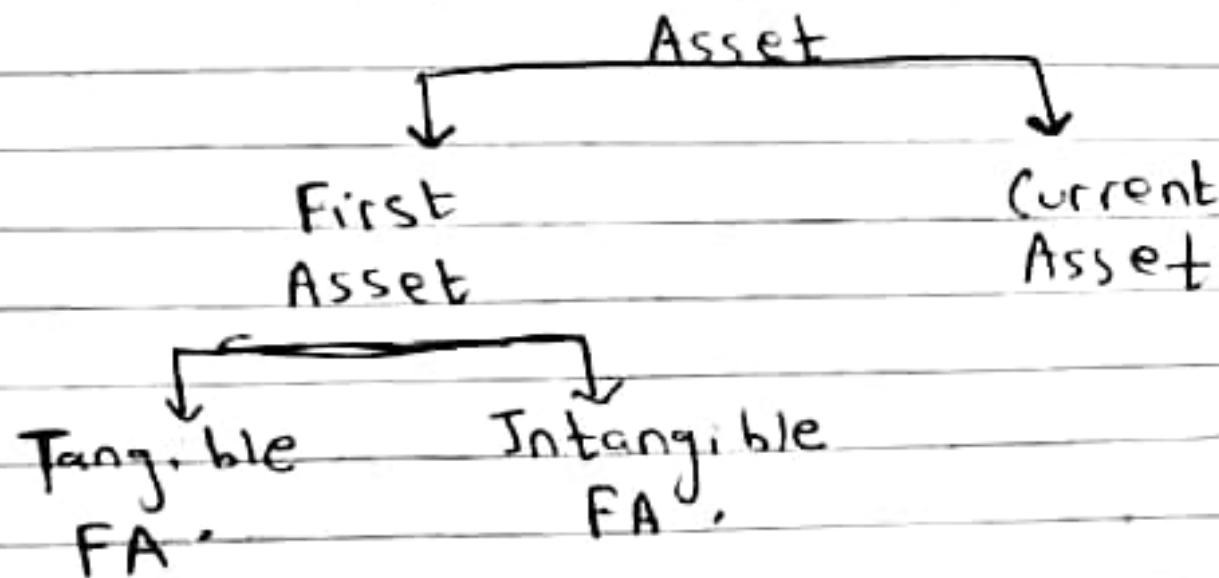 Asset
First
Asset
Current
Asset
Tangible
FA.
Intangible
FA.